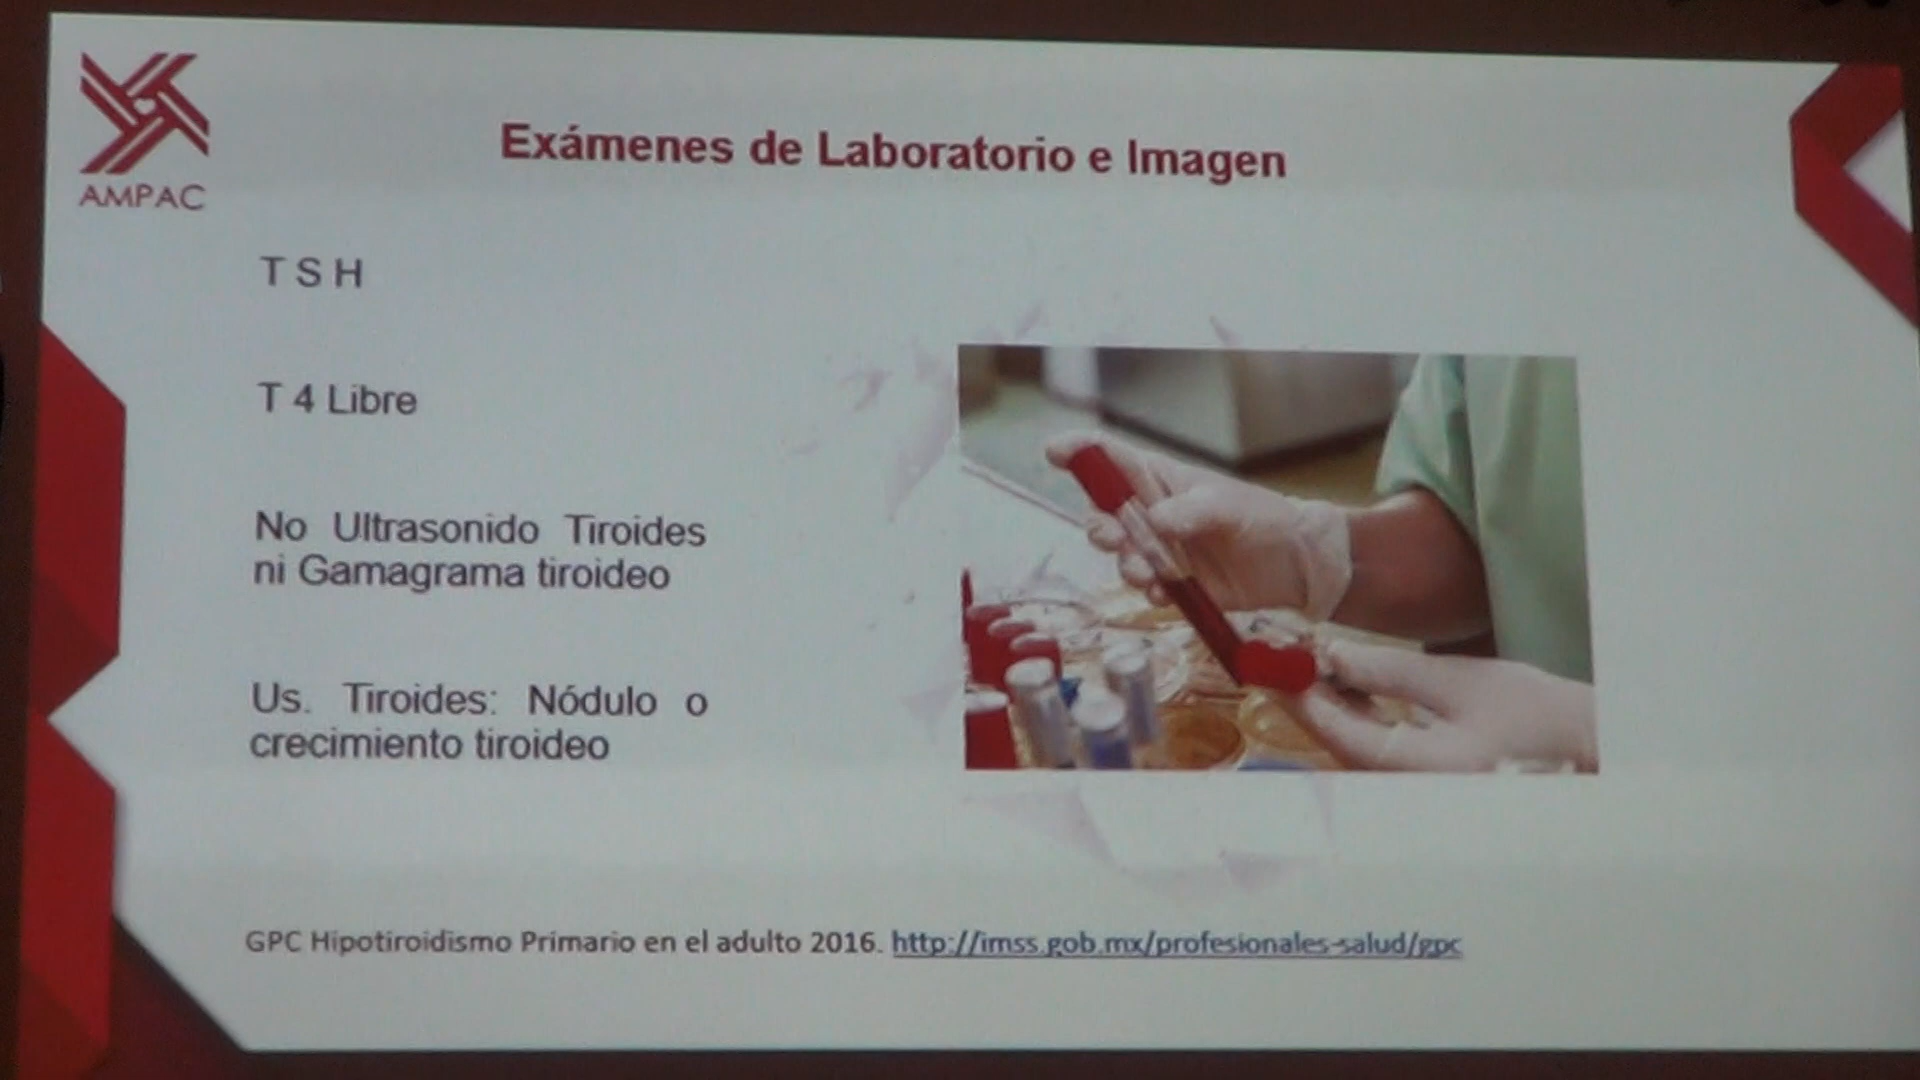 AMPAC
Exámenes de Laboratorio e Imagen
T S H
T 4 Libre
No Ultrasonido Tiroides
ni Gamagrama tiroideo
Us. Tiroides: Nódulo o
crecimiento tiroideo
GPC Hipotiroidismo Primario en el adulto 2016. http://imss.gob.mx/profesionales-salud/gpc